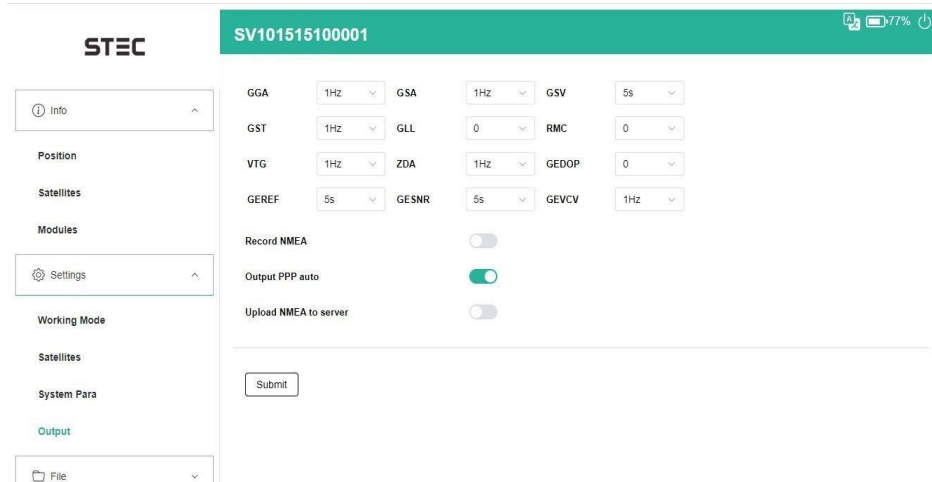 STEC
SV101515100001
77%
Info
Position
Satellites
Modules
Settings
Working Mode
Satellites
System Para
Output
File
GGA 1Hz GSA 1Hz GSV 5s
GST 1Hz GLL 0 RMC 0
VTG 1Hz ZDA 1Hz GEDOP 0
GEREF 5s GESNR 5s GEVCV 1Hz
Record NMEA
Output PPP auto
Upload NMEA to server
Submit